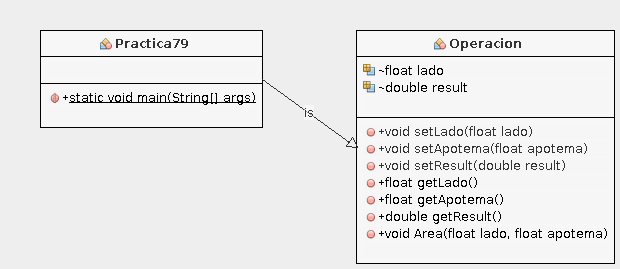 Practica79
+static void main(String[] args)
is
Operacion
~float lado
~double result
+void setLado(float lado)
+void setApotema(float apotema)
+void setResult(double result)
+float getLado()
+float getApotema()
+double getResult()
+void Area(float lado, float apotema)